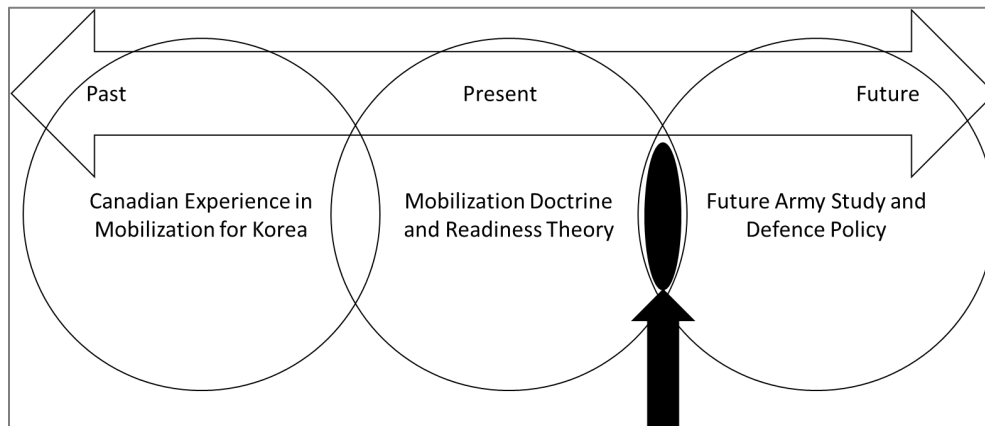 Past
Present
Future
Canadian Experience in
Mobilization for Korea
Mobilization Doctrine
and Readiness Theory
Future Army Study and
Defence Policy